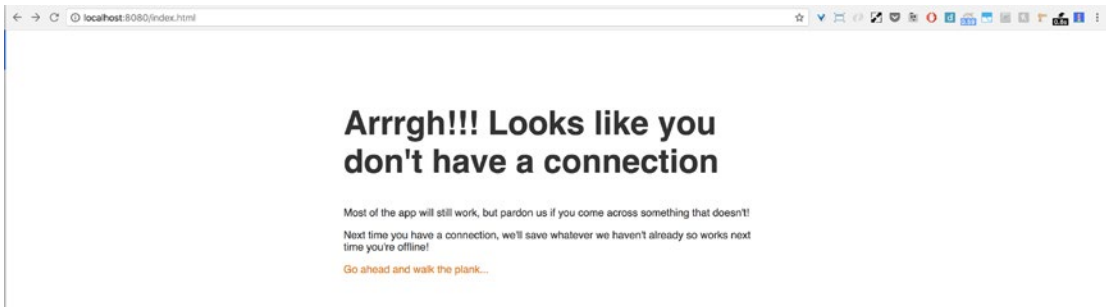 localhost:8080/index.html
Arrrgh!!! Looks like you
don't have a connection
Most of the app will still work, but pardon us if you come across something that doesn't!
Next time you have a connection, we'll save whatever we haven't already so works next
time you're offline!
Go ahead and walk the plank...